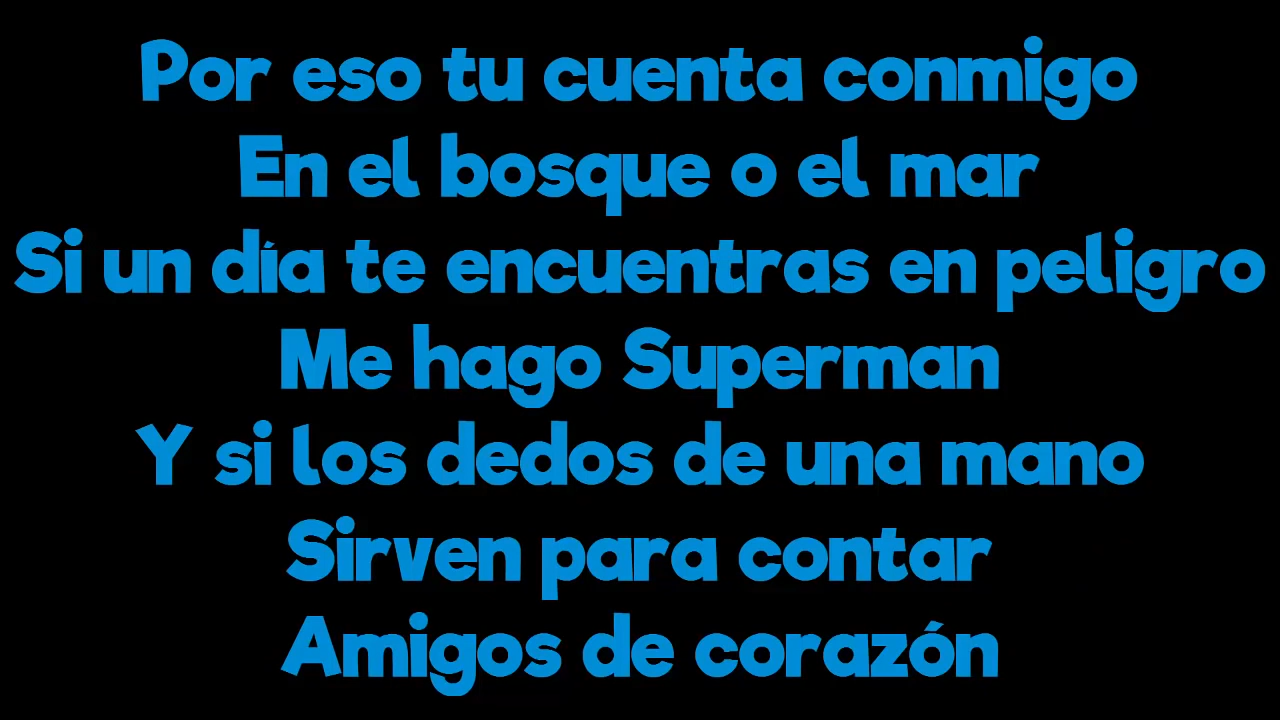 Por eso tu cuenta conmigo
En el bosque o el mar
Si un día te encuentras en peligro
Me hago Superman
Y si los dedos de una mano
Sirven para contar
Amigos de corazón